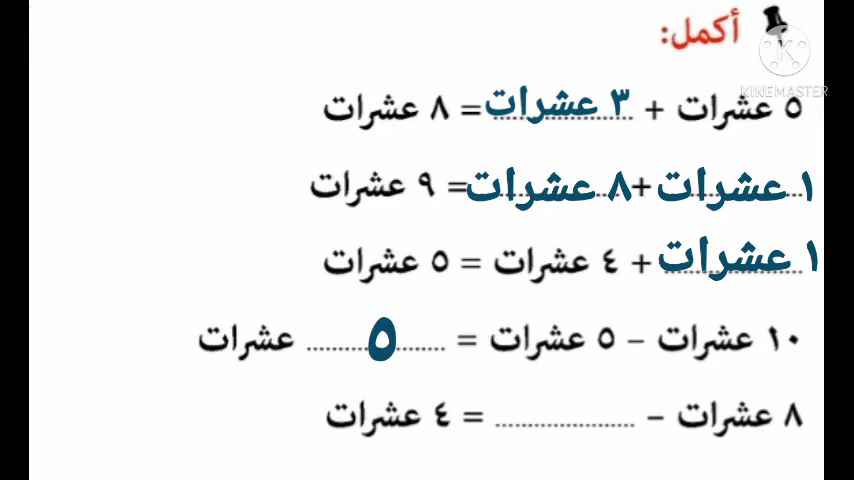 أكمل:
KINEMASTER
٥ عشرات + ٣ عشرات = ٨ عشرات
١ عشرات + ٨ عشرات = ٩ عشرات
١ عشرات + ٤ عشرات = ٥ عشرات
١٠ عشرات – ٥ عشرات = ........٥........ عشرات
٨ عشرات – ...................... = ٤ عشرات